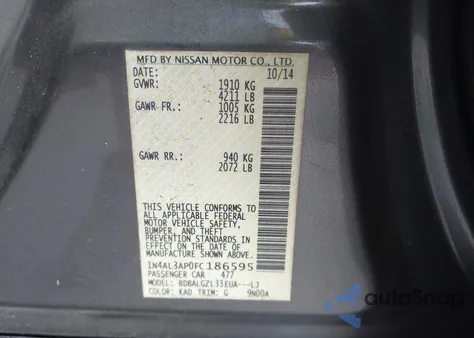 MFD BY NISSAN MOTOR CO., LTD.
DATE: 10/14
GVWR: 1910 KG
4211 LB
GAWR FR.: 1005 KG
2216 LB
GAWR RR.: 940 KG
2072 LB
THIS VEHICLE CONFORMS TO
ALL APPLICABLE FEDERAL
MOTOR VEHICLE SAFETY,
BUMPER, AND THEFT
PREVENTION STANDARDS IN
EFFECT ON THE DATE OF
MANUFACTURE SHOWN ABOVE.
1N4AL3AP0FC186595
PASSENGER CAR 477
MODEL: BDBALGZL33EUA---LJ
COLOR: KAD TRIM: G 9N00A
AutoSnap